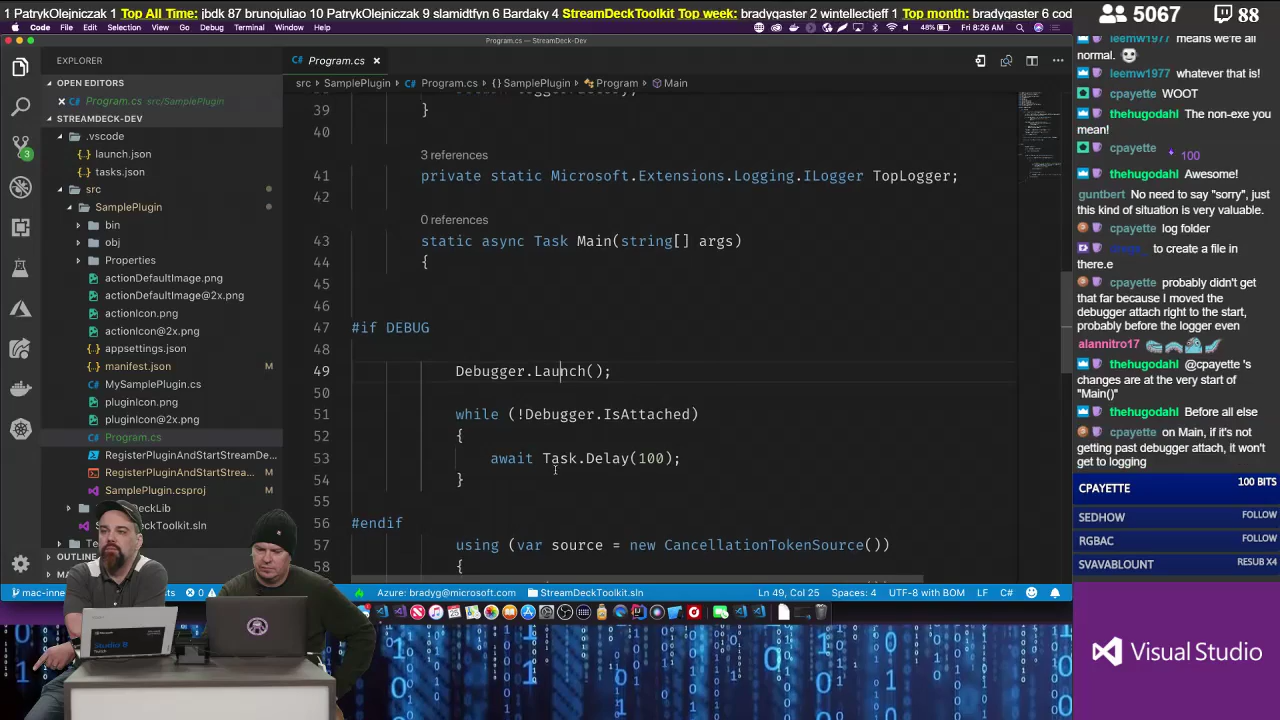 1 PatrykOlejniczak 1 Top All Time: jbdk 87 brunojuliao 10 PatrykOlejniczak 9 siamidtfyn 6 Bardaky 4 StreamDeckToolkit Top week: bradygaster 2 wintellectieff 1 Top month: bradygaster 6 cod
5067 88
Code File Edit Selection View Go Debug Terminal Window Help 48% Fri 8:26 AM
Program.cs — StreamDeck-Dev
EXPLORER
OPEN EDITORS
Program.cs src/SamplePlugin
STREAMDECK-DEV
.vscode
launch.json
tasks.json
src
SamplePlugin
bin
obj
Properties
actionDefaultImage.png
actionDefaultImage@2x.png
actionIcon.png
actionIcon@2x.png
appsettings.json
manifest.json M
MySamplePlugin.cs
pluginIcon.png
pluginIcon@2x.png
Program.cs
RegisterPluginAndStartStreamDe...
RegisterPluginAndStartStrea... M
SamplePlugin.csproj M
StreamDeckToolkit.sln
OUTLINE
3
Program.cs
src SamplePlugin Program.cs {} SamplePlugin Program Main
39 }
40
3 references
41 private static Microsoft.Extensions.Logging.ILogger TopLogger;
42
0 references
43 static async Task Main(string[] args)
44 {
45
46
47 #if DEBUG
48
49 Debugger.Launch();
50
51 while (!Debugger.IsAttached)
52 {
53 await Task.Delay(100);
54 }
55
56 #endif
57 using (var source = new CancellationTokenSource())
58 {
0 Azure: bradyg@microsoft.com StreamDeckToolkit.sln Ln 49, Col 25 Spaces: 4 UTF-8 with BOM LF C#
leemw1977 means we're all
normal.
leemw1977 whatever that is!
cpayette WOOT
thehugodahl The non-exe you
mean!
cpayette 100
thehugodahl Awesome!
guntbert No need to say "sorry", just
this kind of situation is very valuable.
cpayette log folder
to create a file in
there.e
cpayette probably didn't get
that far because I moved the
debugger attach right to the start,
probably before the logger even
alannitro17
thehugodahl @cpayette 's
changes are at the very start of
"Main()"
thehugodahl Before all else
cpayette on Main, if it's not
getting past debugger attach, it won't
get to logging
CPAYETTE 100 BITS
SEDHOW FOLLOW
RGBAC FOLLOW
SVAVABLOUNT RESUB X4
Visual Studio